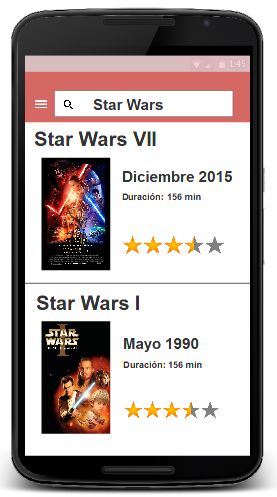 1:45
Star Wars
Star Wars VII
Diciembre 2015
Duración: 156 min
Star Wars I
STAR
WARS
I
Mayo 1990
Duración: 156 min